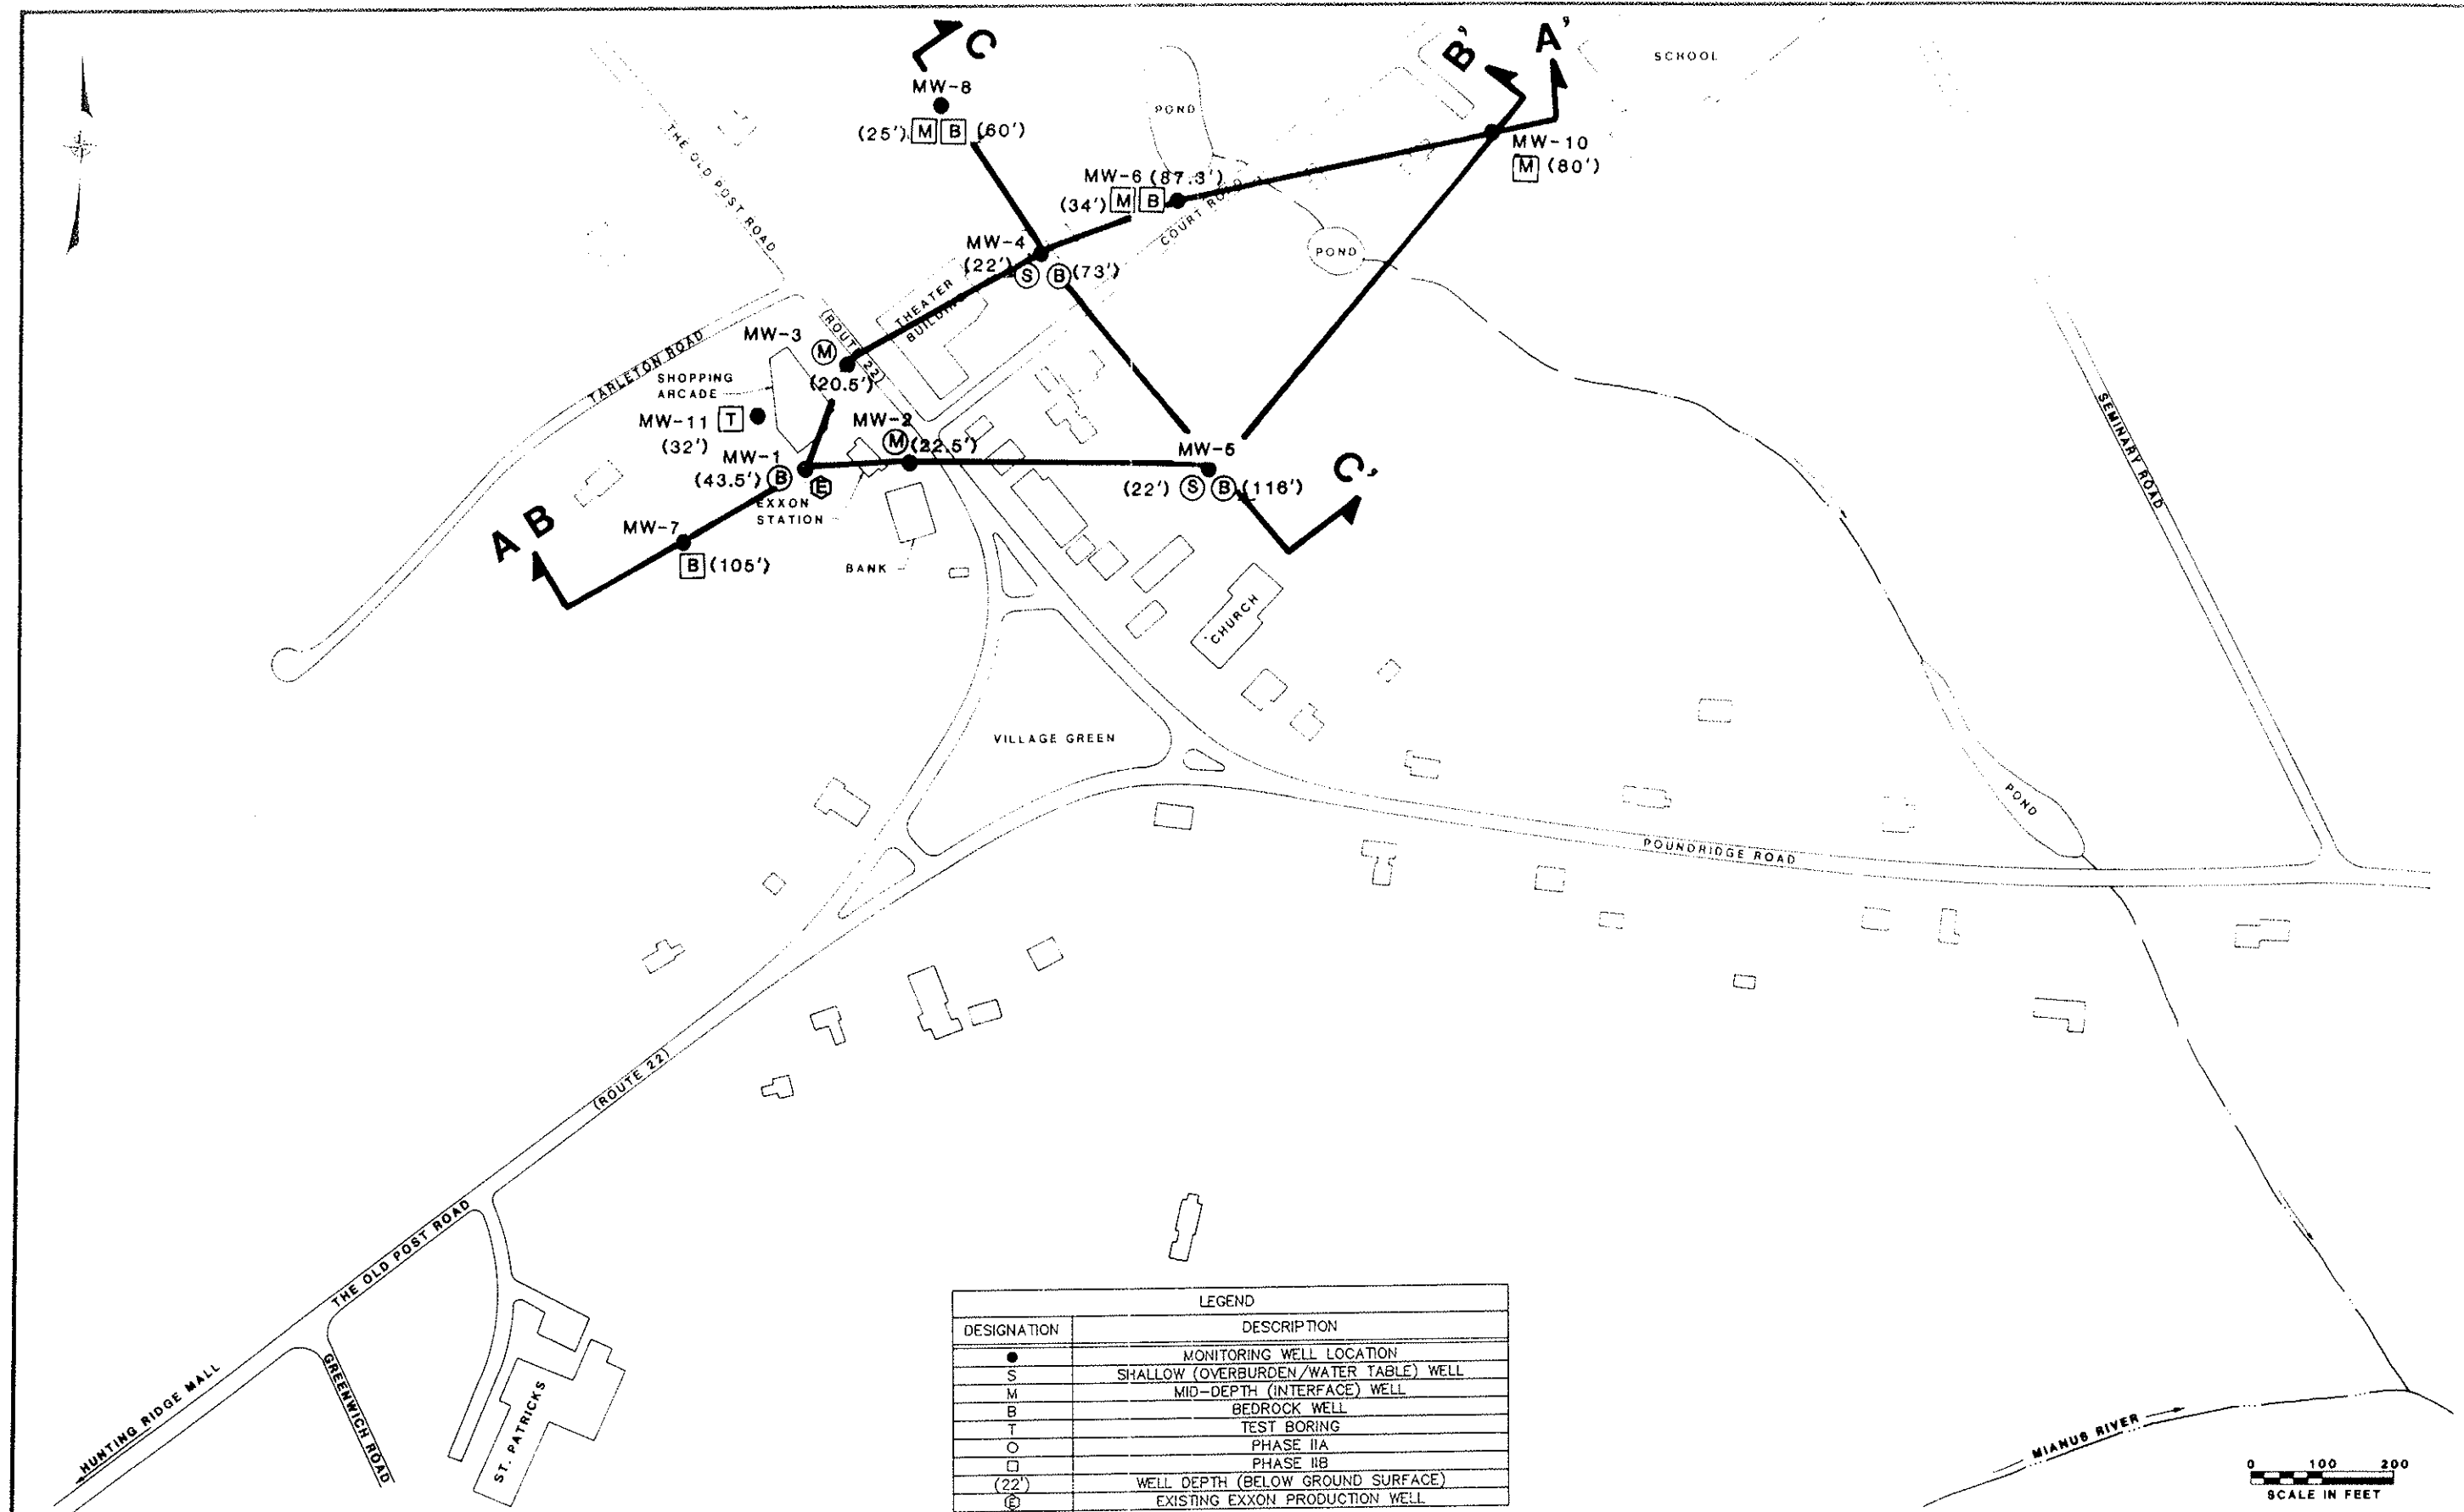 C
B'
A'
SCHOOL
MW-8
(25') M B (60')
POND
THE OLD POST ROAD
MW-10
M (80')
MW-6 (87.3')
(34') M B
COURT ROAD
MW-4
(22') S B (73')
POND
THEATER
BUILDING
(ROUTE 22)
MW-3
M
(20.5')
TARLETON ROAD
SHOPPING
ARCADE
MW-11 T
(32')
MW-2
M (22.5')
MW-1
(43.5') B
E
EXXON
STATION
MW-5
(22') S B (116')
C'
SEMINARY ROAD
A B
MW-7
B (105')
BANK
CHURCH
VILLAGE GREEN
POND
POUNDRIDGE ROAD
(ROUTE 22)
THE OLD POST ROAD
HUNTING RIDGE MALL
GREENWICH ROAD
ST. PATRICKS
MIANUS RIVER
LEGEND
DESIGNATION DESCRIPTION
● MONITORING WELL LOCATION
S SHALLOW (OVERBURDEN/WATER TABLE) WELL
M MID-DEPTH (INTERFACE) WELL
B BEDROCK WELL
T TEST BORING
○ PHASE IIA
□ PHASE IIB
(22') WELL DEPTH (BELOW GROUND SURFACE)
E EXISTING EXXON PRODUCTION WELL
0 100 200
SCALE IN FEET